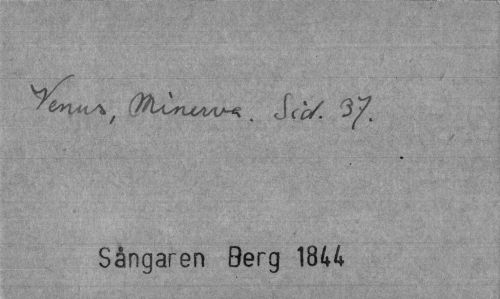 Venus, Minerva. Sid. 37.
Sångaren Berg 1844